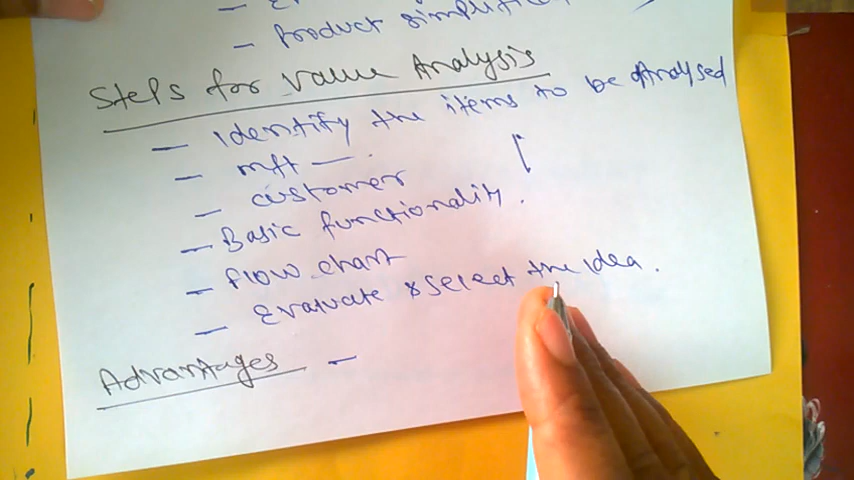 - Product simplific
Steps for value Analysis
- Identify the items to be Analysed
- mft -
- customer
- Basic functionality.
- flow chart
- Evaluate & select the idea.
Advantages -